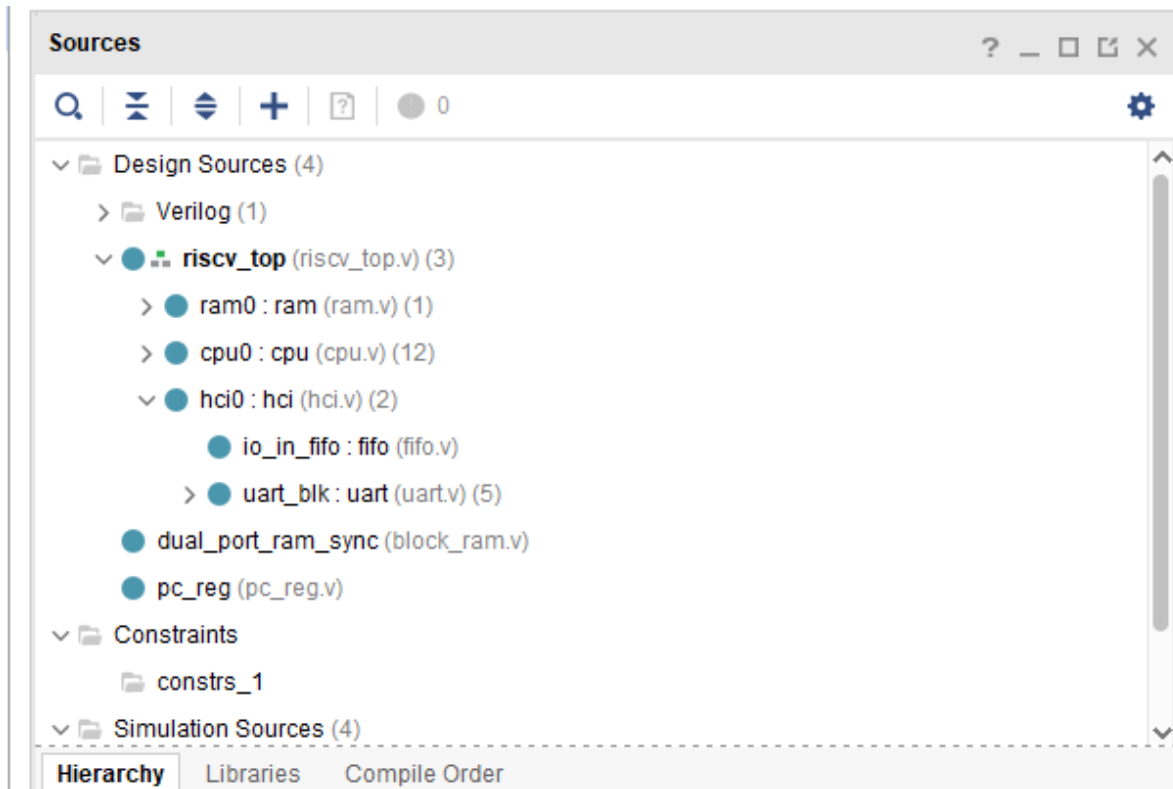 Sources
0
Design Sources (4)
Verilog (1)
riscv_top (riscv_top.v) (3)
ram0 : ram (ram.v) (1)
cpu0 : cpu (cpu.v) (12)
hci0 : hci (hci.v) (2)
io_in_fifo : fifo (fifo.v)
uart_blk : uart (uart.v) (5)
dual_port_ram_sync (block_ram.v)
pc_reg (pc_reg.v)
Constraints
constrs_1
Simulation Sources (4)
Hierarchy Libraries Compile Order